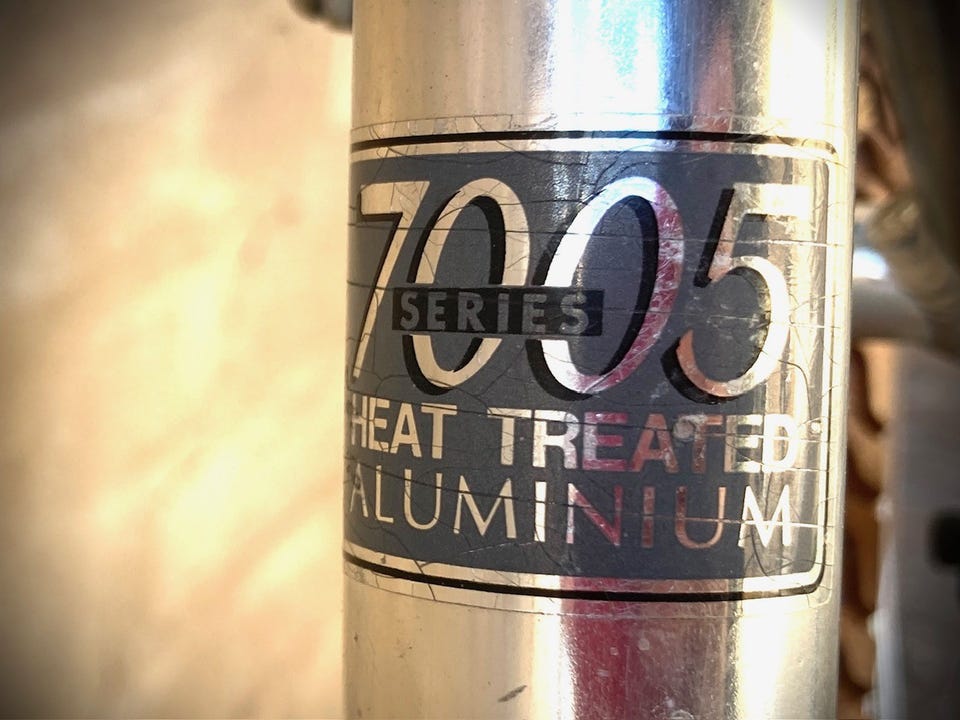 7005
SERIES
HEAT TREATED
ALUMINIUM